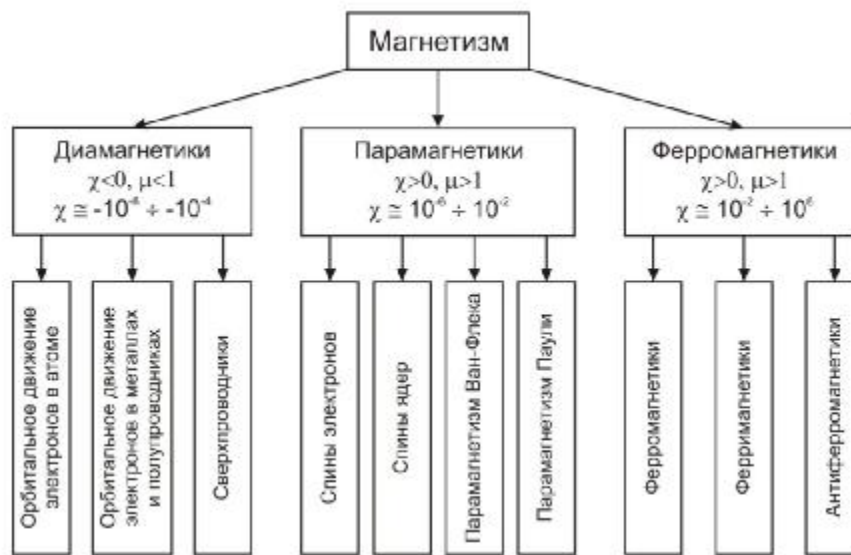 Магнетизм
Диамагнетики
χ<0, μ<1
χ ≅ -10⁻⁶ ÷ -10⁻⁴
Парамагнетики
χ>0, μ>1
χ ≅ 10⁻⁶ ÷ 10⁻²
Ферромагнетики
χ>0, μ>1
χ ≅ 10⁻² ÷ 10⁶
Орбитальное движение
электронов в атоме
Орбитальное движение
электронов в металлах
и полупроводниках
Сверхпроводники
Спины электронов
Спины ядер
Парамагнетизм Ван-Флека
Парамагнетизм Паули
Ферромагнетики
Ферримагнетики
Антиферромагнетики